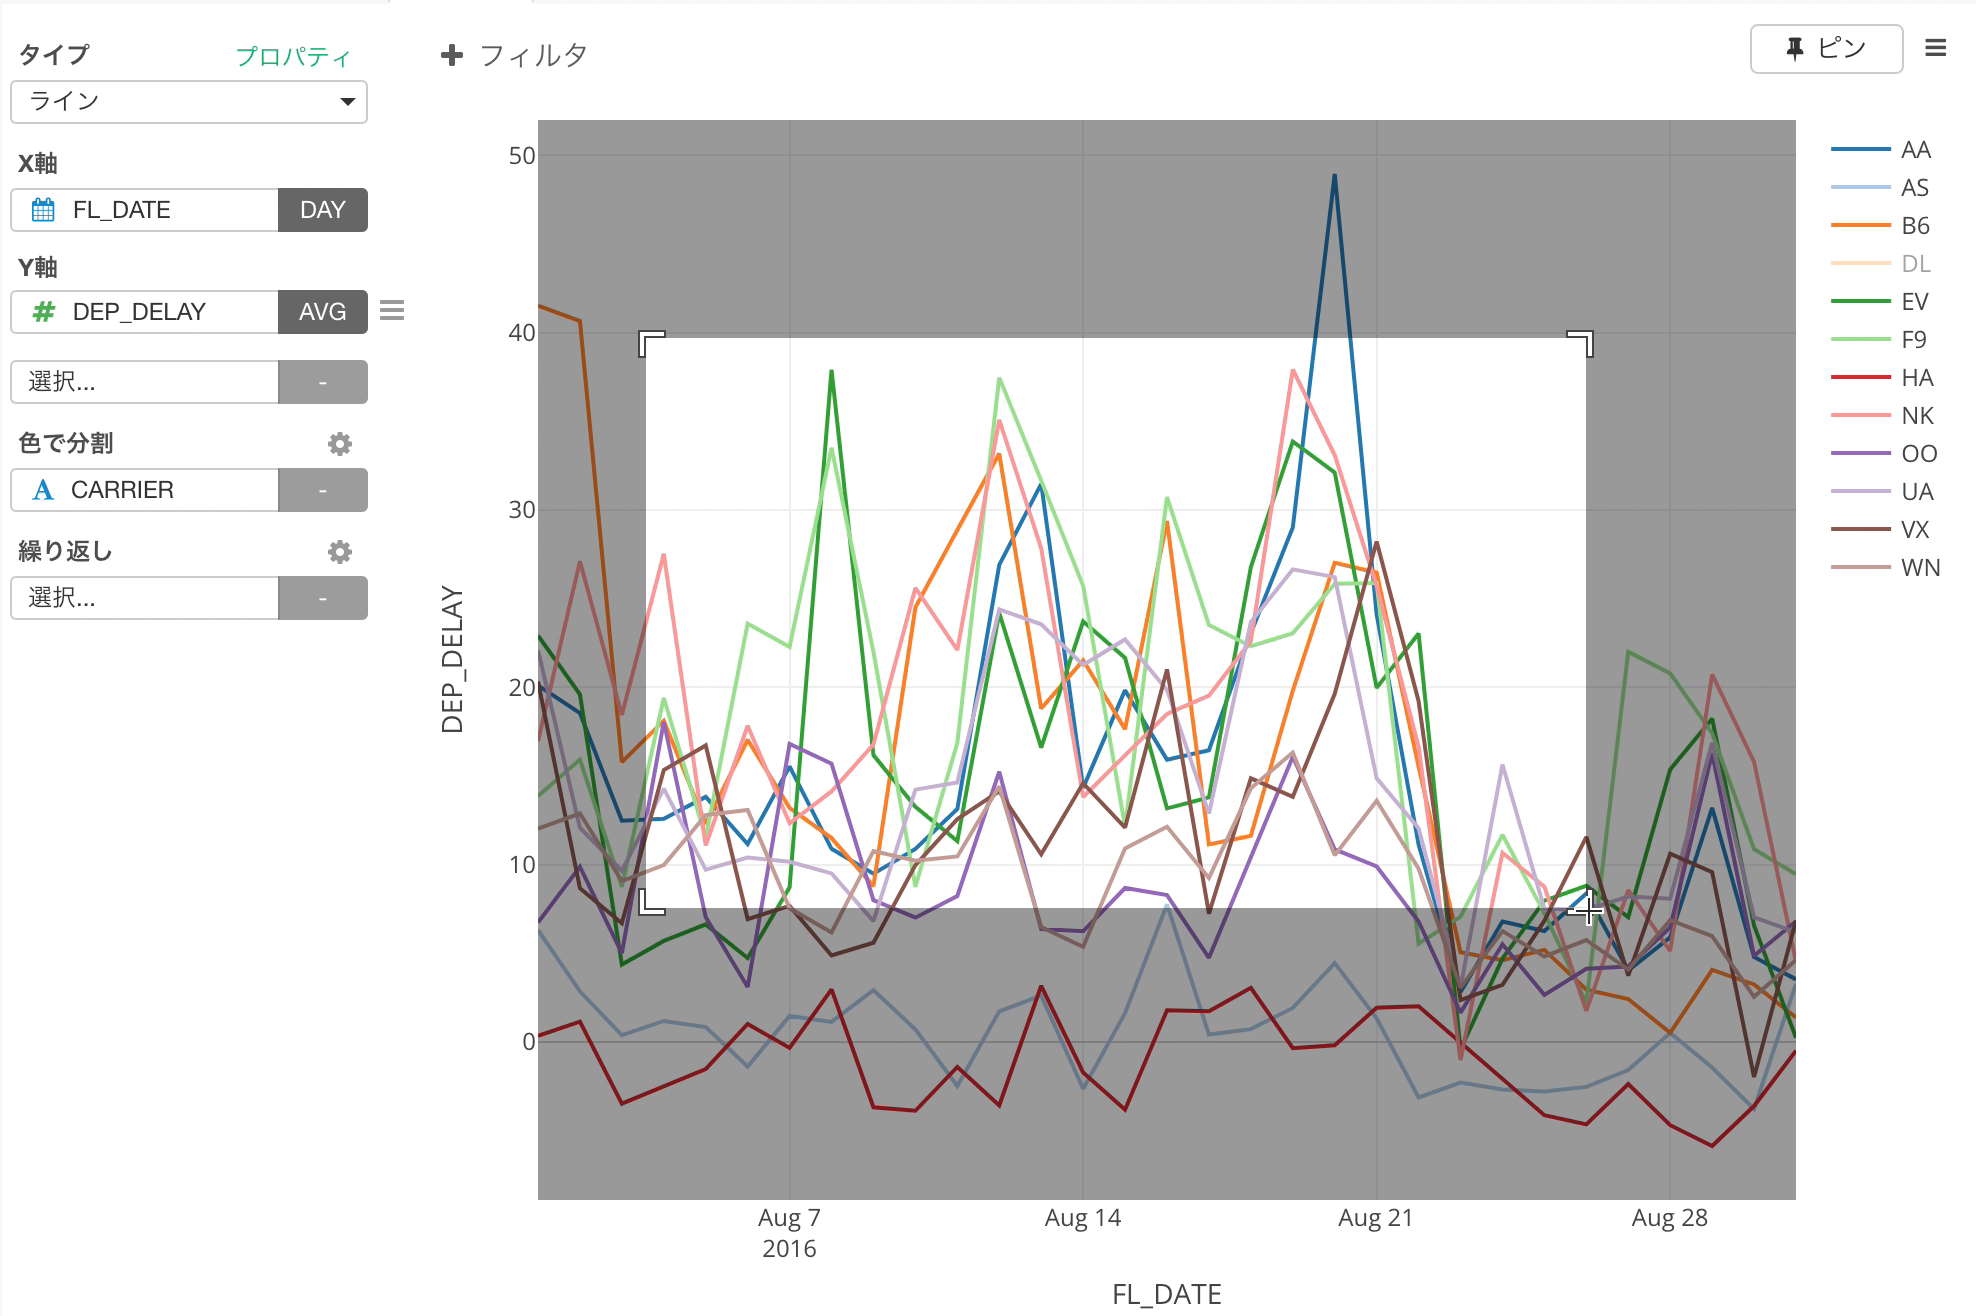 タイプ
プロパティ
ライン
X軸
FL_DATE
DAY
Y軸
DEP_DELAY
AVG
選択...
-
色で分割
CARRIER
-
繰り返し
選択...
-
フィルタ
ピン
50
40
30
20
10
0
DEP_DELAY
Aug 7
2016
Aug 14
Aug 21
Aug 28
FL_DATE
AA
AS
B6
DL
EV
F9
HA
NK
OO
UA
VX
WN